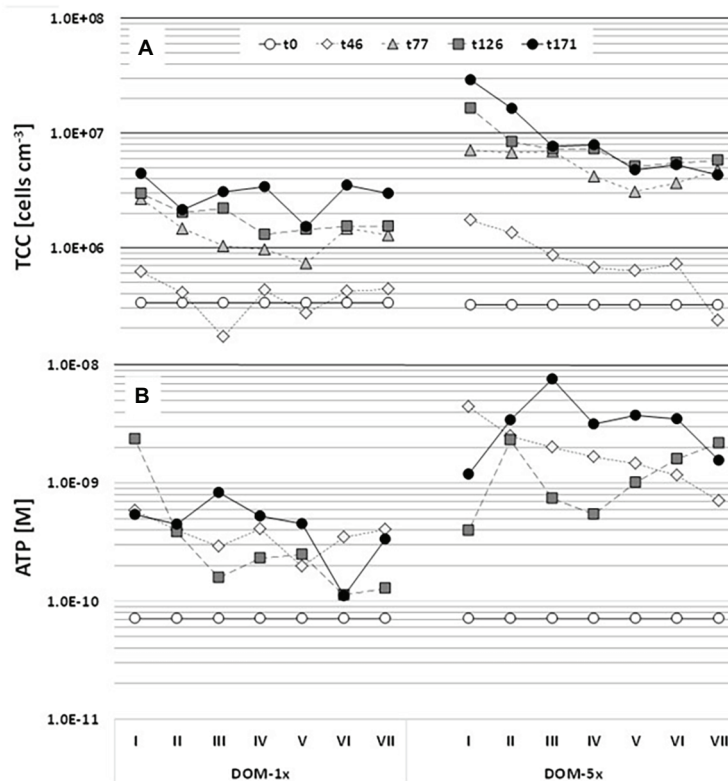 1.0E+08
A
t0 t46 t77 t126 t171
1.0E+07
TCC [cells cm⁻³]
1.0E+06
1.0E-08
B
1.0E-09
ATP [M]
1.0E-10
1.0E-11
I II III IV V VI VII I II III IV V VI VII
DOM-1x DOM-5x